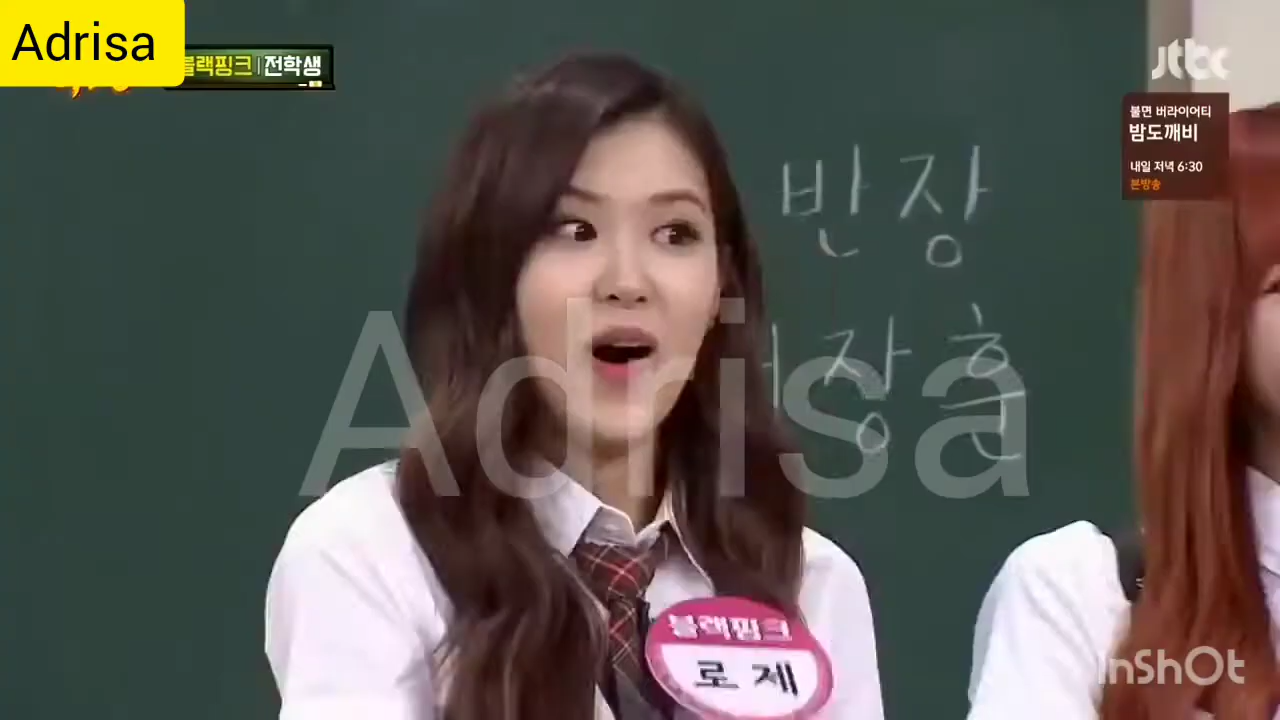 Adrisa
블랙핑크 | 전학생
jtbc
불면 버라이어티
밤도깨비
내일 저녁 6:30
본방송
반장
장훈
Adrisa
블랙핑크
로제
InShOt